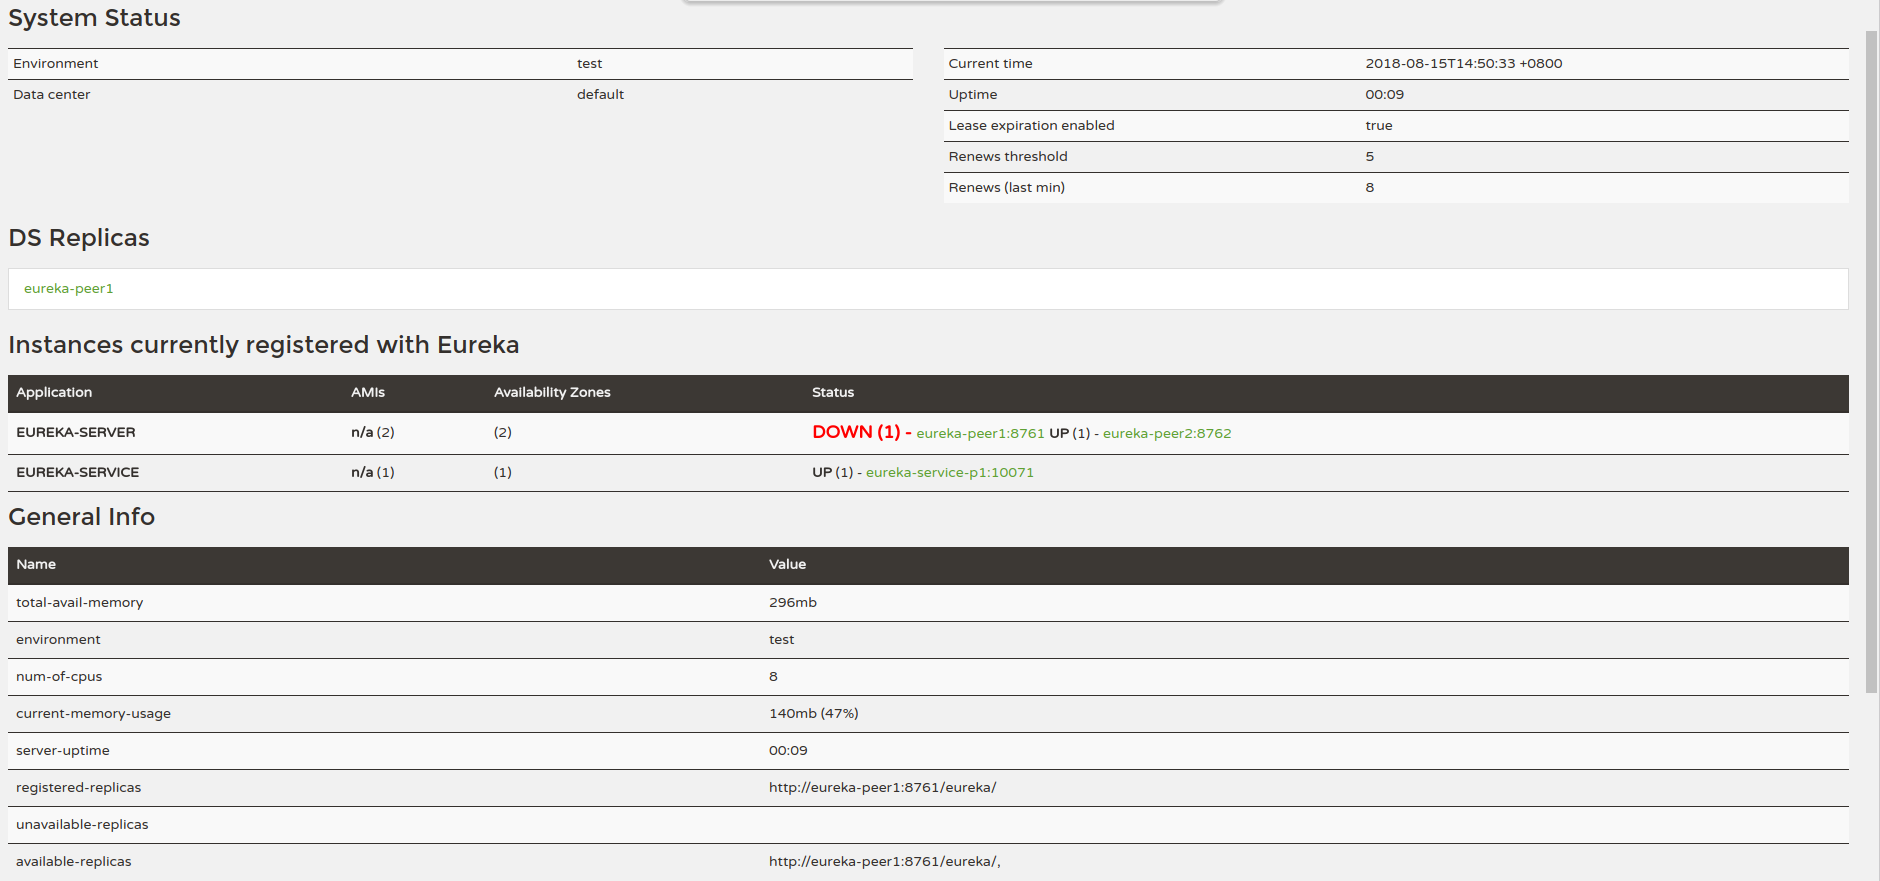 System Status
Environment test
Data center default
Current time 2018-08-15T14:50:33 +0800
Uptime 00:09
Lease expiration enabled true
Renews threshold 5
Renews (last min) 8
DS Replicas
eureka-peer1
Instances currently registered with Eureka
Application AMIs Availability Zones Status
EUREKA-SERVER n/a (2) (2) DOWN (1) - eureka-peer1:8761 UP (1) - eureka-peer2:8762
EUREKA-SERVICE n/a (1) (1) UP (1) - eureka-service-p1:10071
General Info
Name Value
total-avail-memory 296mb
environment test
num-of-cpus 8
current-memory-usage 140mb (47%)
server-uptime 00:09
registered-replicas http://eureka-peer1:8761/eureka/
unavailable-replicas
available-replicas http://eureka-peer1:8761/eureka/,